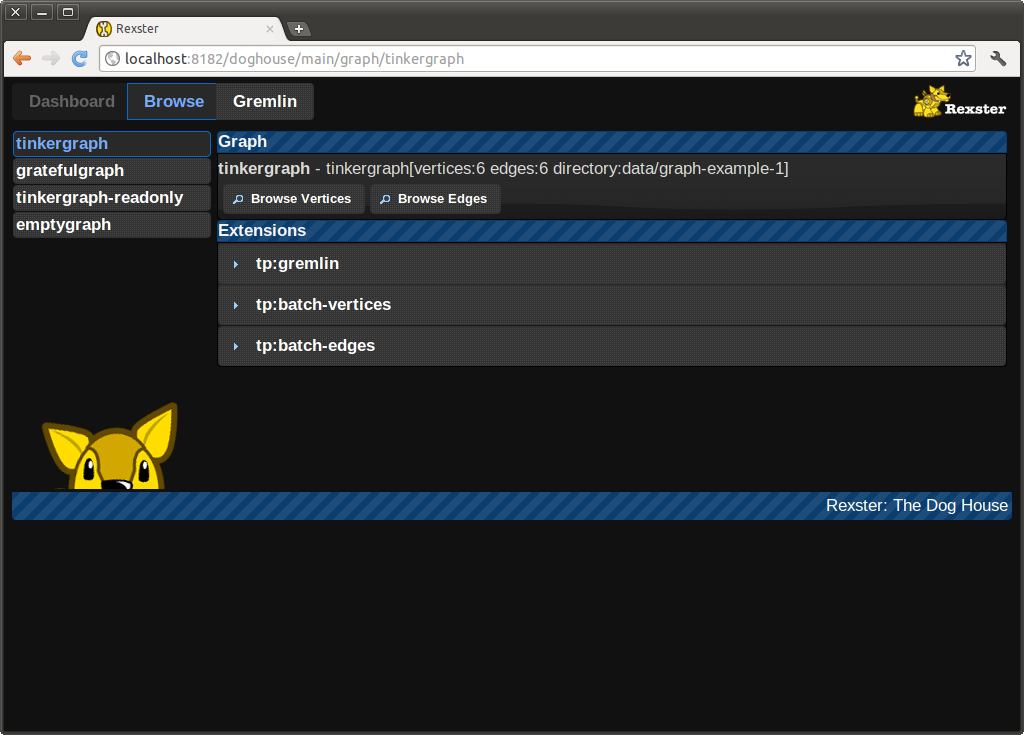 Rexster
localhost:8182/doghouse/main/graph/tinkergraph
Dashboard Browse Gremlin
Rexster
tinkergraph
gratefulgraph
tinkergraph-readonly
emptygraph
Graph
tinkergraph - tinkergraph[vertices:6 edges:6 directory:data/graph-example-1]
Browse Vertices Browse Edges
Extensions
tp:gremlin
tp:batch-vertices
tp:batch-edges
Rexster: The Dog House